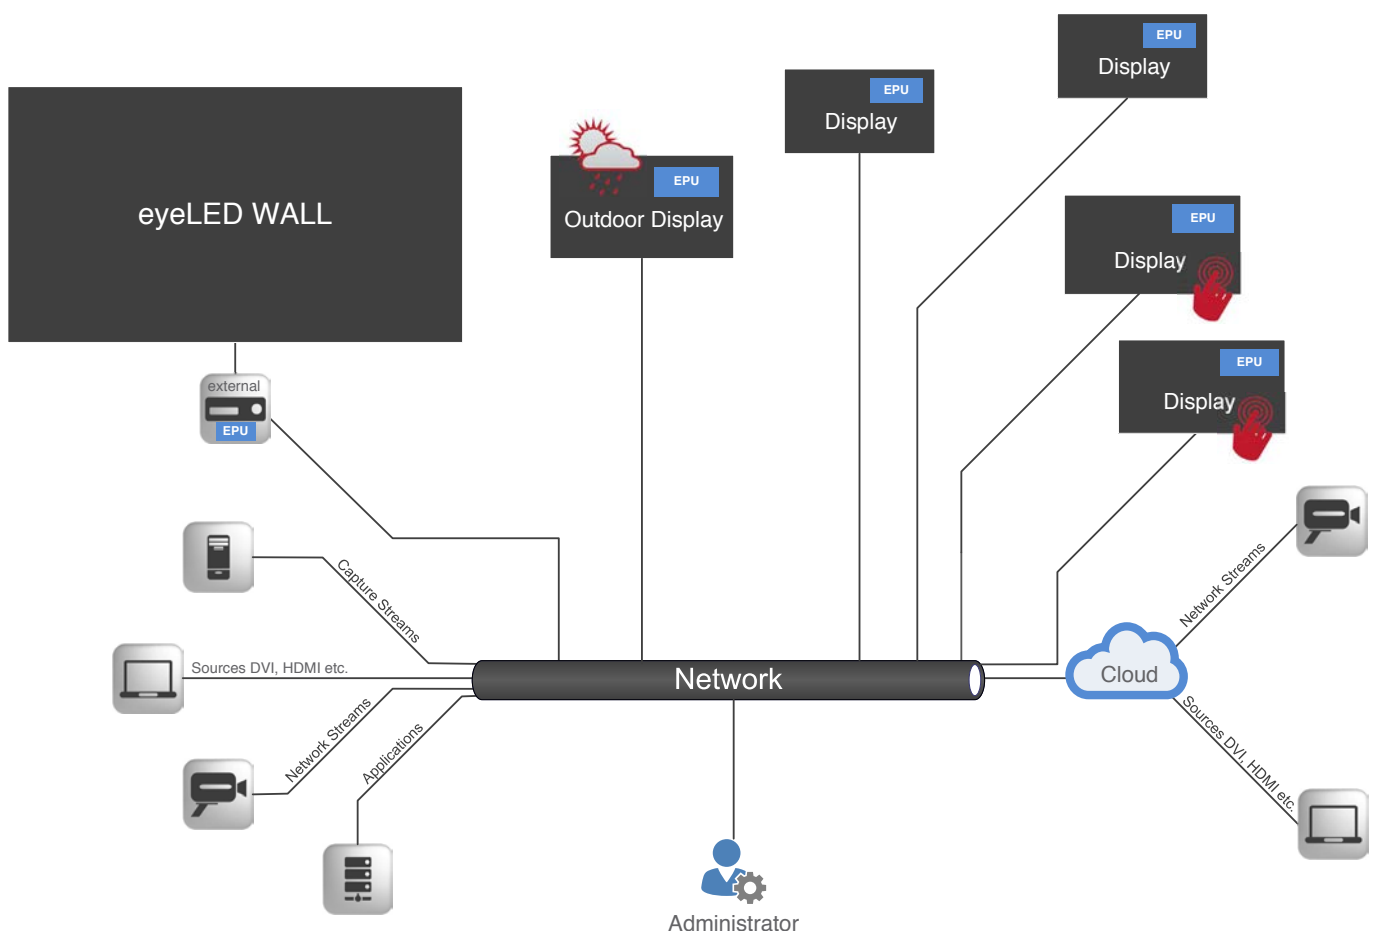 EPU
Display
EPU
Display
eyeLED WALL
EPU
Outdoor Display
EPU
Display
EPU
Display
external
EPU
Capture Streams
Network Streams
Sources DVI, HDMI etc.
Network
Cloud
Network Streams
Applications
Sources DVI, HDMI etc.
Administrator